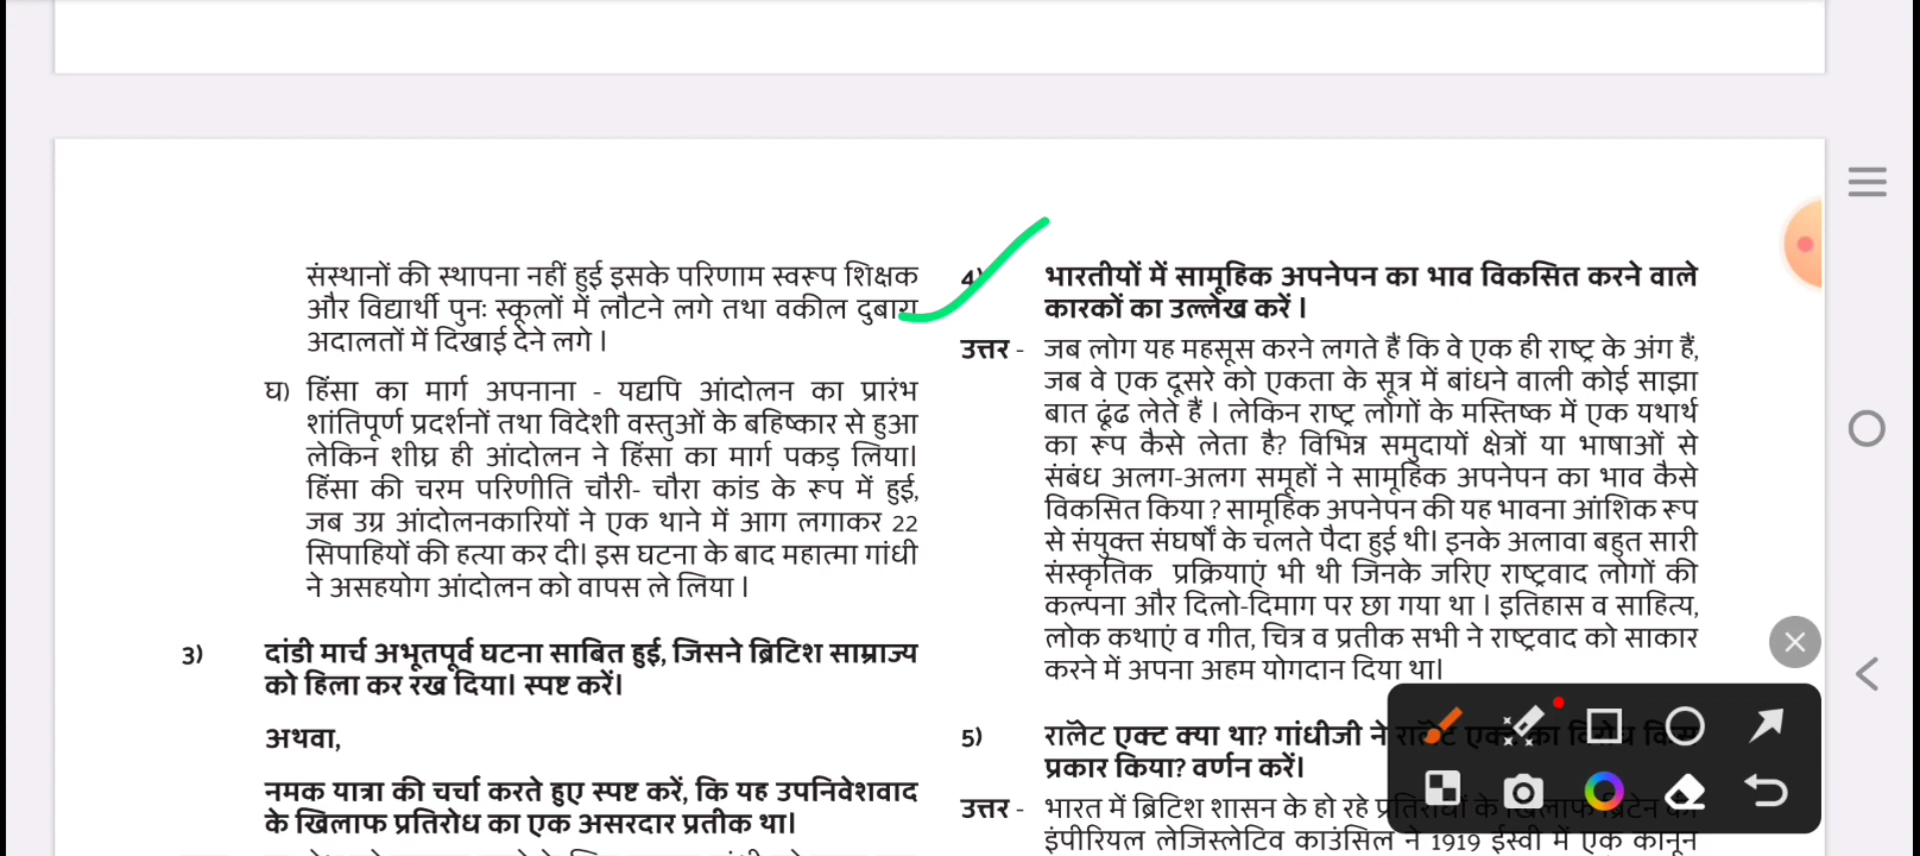 संस्थानों की स्थापना नहीं हुई इसके परिणाम स्वरूप शिक्षक
और विद्यार्थी पुनः स्कूलों में लौटने लगे तथा वकील दुबारा
अदालतों में दिखाई देने लगे ।
घ) हिंसा का मार्ग अपनाना - यद्यपि आंदोलन का प्रारंभ
शांतिपूर्ण प्रदर्शनों तथा विदेशी वस्तुओं के बहिष्कार से हुआ
लेकिन शीघ्र ही आंदोलन ने हिंसा का मार्ग पकड़ लिया।
हिंसा की चरम परिणीति चौरी- चौरा कांड के रूप में हुई,
जब उग्र आंदोलनकारियों ने एक थाने में आग लगाकर 22
सिपाहियों की हत्या कर दी। इस घटना के बाद महात्मा गांधी
ने असहयोग आंदोलन को वापस ले लिया ।
3) दांडी मार्च अभूतपूर्व घटना साबित हुई, जिसने ब्रिटिश साम्राज्य
को हिला कर रख दिया। स्पष्ट करें।
अथवा,
नमक यात्रा की चर्चा करते हुए स्पष्ट करें, कि यह उपनिवेशवाद
के खिलाफ प्रतिरोध का एक असरदार प्रतीक था।
4) भारतीयों में सामूहिक अपनेपन का भाव विकसित करने वाले
कारकों का उल्लेख करें ।
उत्तर - जब लोग यह महसूस करने लगते हैं कि वे एक ही राष्ट्र के अंग हैं,
जब वे एक दूसरे को एकता के सूत्र में बांधने वाली कोई साझा
बात ढूंढ लेते हैं । लेकिन राष्ट्र लोगों के मस्तिष्क में एक यथार्थ
का रूप कैसे लेता है? विभिन्न समुदायों क्षेत्रों या भाषाओं से
संबंध अलग-अलग समूहों ने सामूहिक अपनेपन का भाव कैसे
विकसित किया ? सामूहिक अपनेपन की यह भावना आंशिक रूप
से संयुक्त संघर्षों के चलते पैदा हुई थी। इनके अलावा बहुत सारी
संस्कृतिक प्रक्रियाएं भी थी जिनके जरिए राष्ट्रवाद लोगों की
कल्पना और दिलो-दिमाग पर छा गया था । इतिहास व साहित्य,
लोक कथाएं व गीत, चित्र व प्रतीक सभी ने राष्ट्रवाद को साकार
करने में अपना अहम योगदान दिया था।
5) रालेट एक्ट क्या था? गांधीजी ने रालेट एक्ट का विरोध किस
प्रकार किया? वर्णन करें।
उत्तर - भारत में ब्रिटिश शासन के हो रहे प्रतिरोधों के खिलाफ ब्रिटेन की
इंपीरियल लेजिस्लेटिव काउंसिल ने 1919 ईस्वी में एक कानून